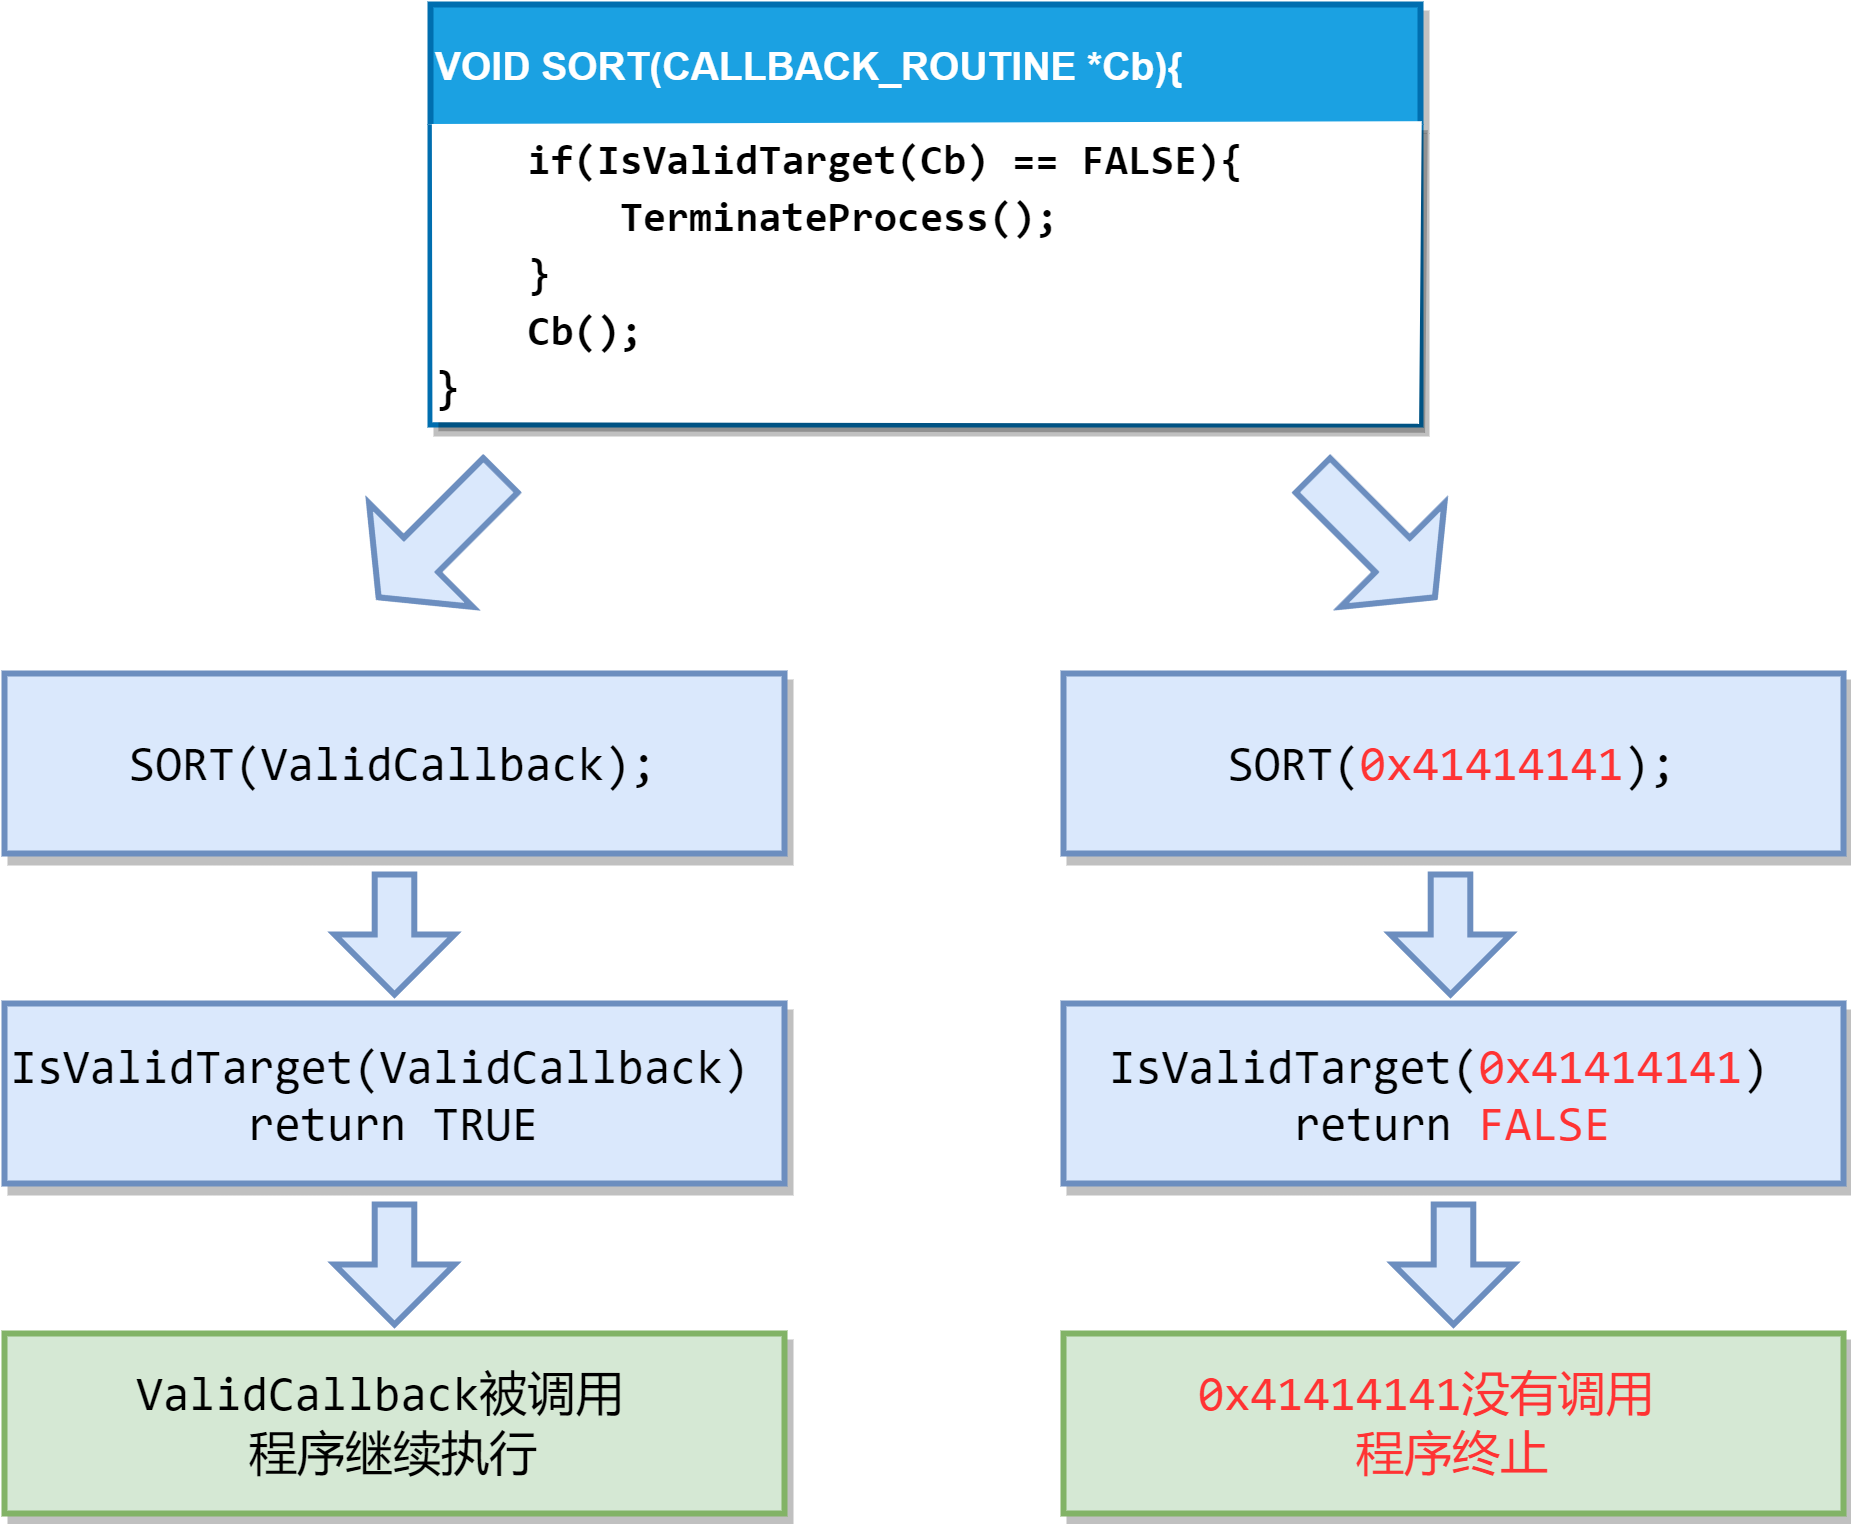 VOID SORT(CALLBACK_ROUTINE *Cb){
if(IsValidTarget(Cb) == FALSE){
TerminateProcess();
}
Cb();
}
SORT(ValidCallback);
IsValidTarget(ValidCallback)
return TRUE
ValidCallback被调用
程序继续执行
SORT(0x41414141);
IsValidTarget(0x41414141)
return FALSE
0x41414141没有调用
程序终止